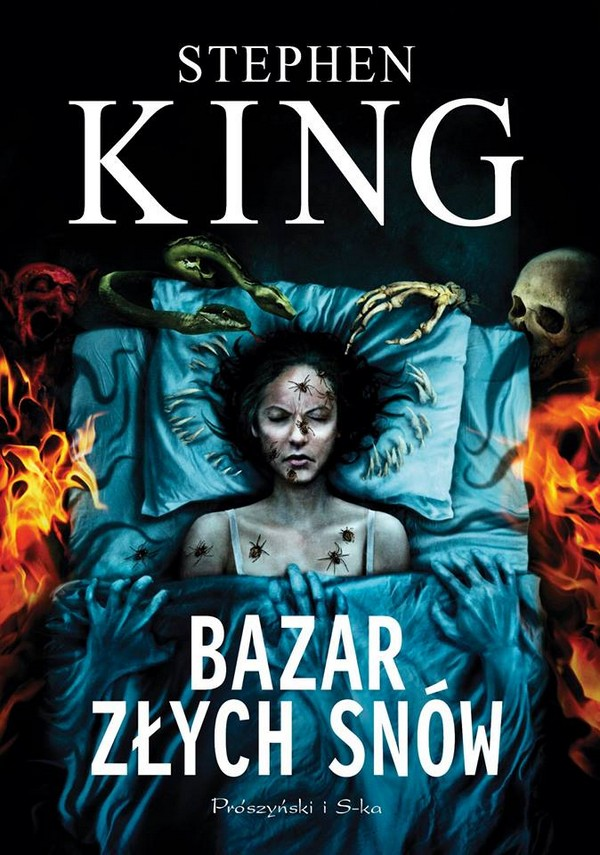 STEPHEN
KING
BAZAR
ZŁYCH SNÓW
Prószyński i S-ka